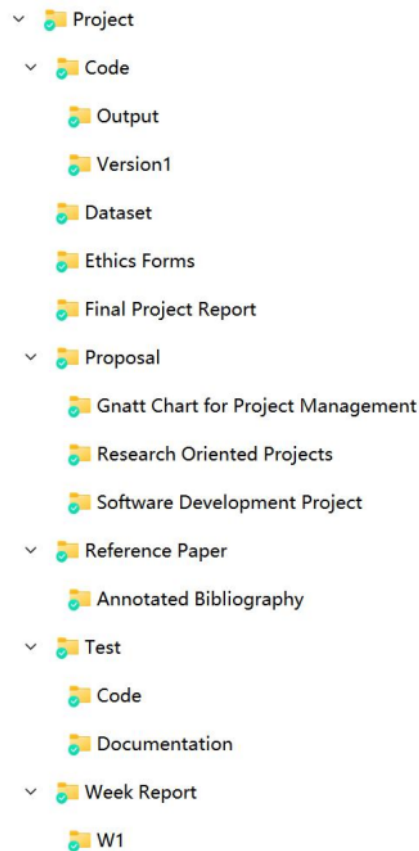 Project
Code
Output
Version1
Dataset
Ethics Forms
Final Project Report
Proposal
Gnatt Chart for Project Management
Research Oriented Projects
Software Development Project
Reference Paper
Annotated Bibliography
Test
Code
Documentation
Week Report
W1